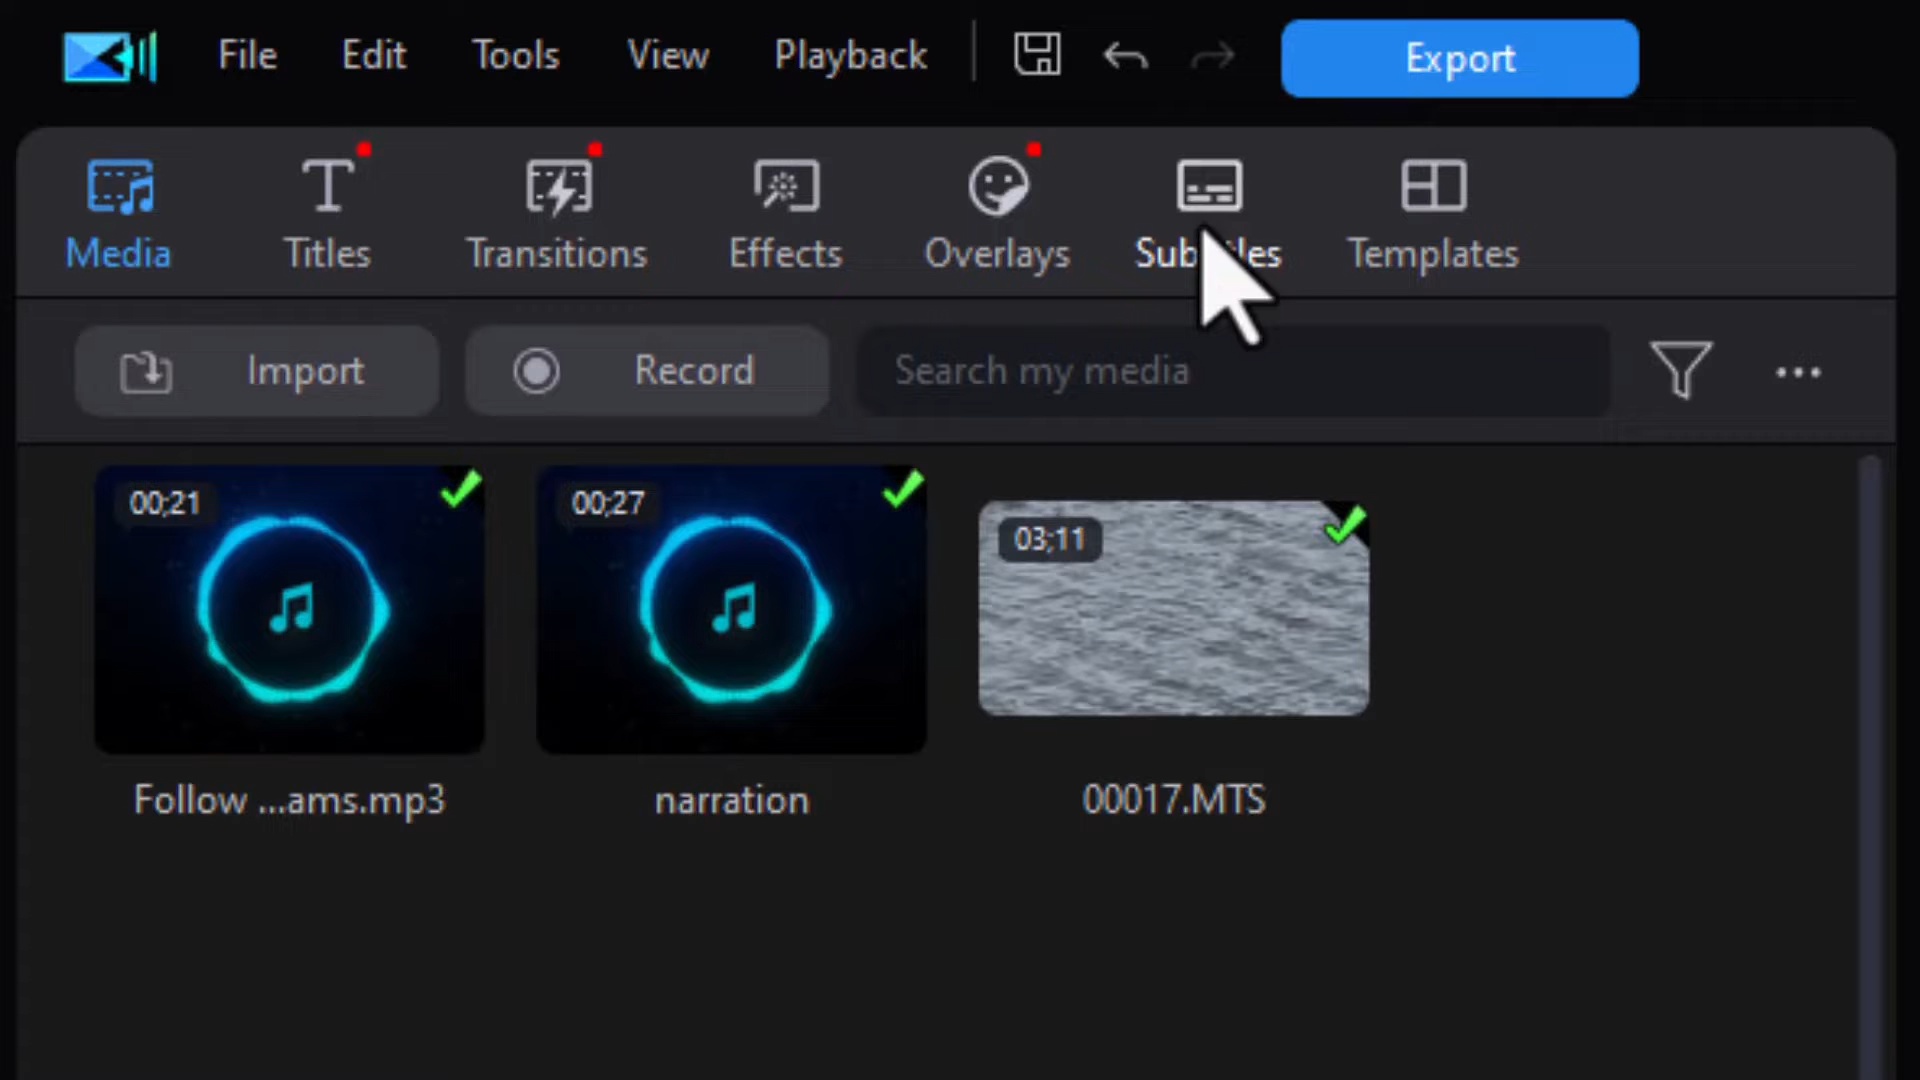 File Edit Tools View Playback Export
Media Titles Transitions Effects Overlays Templates
Import Record Search my media
00;21 00;27 03;11
Follow ...ams.mp3 narration 00017.MTS